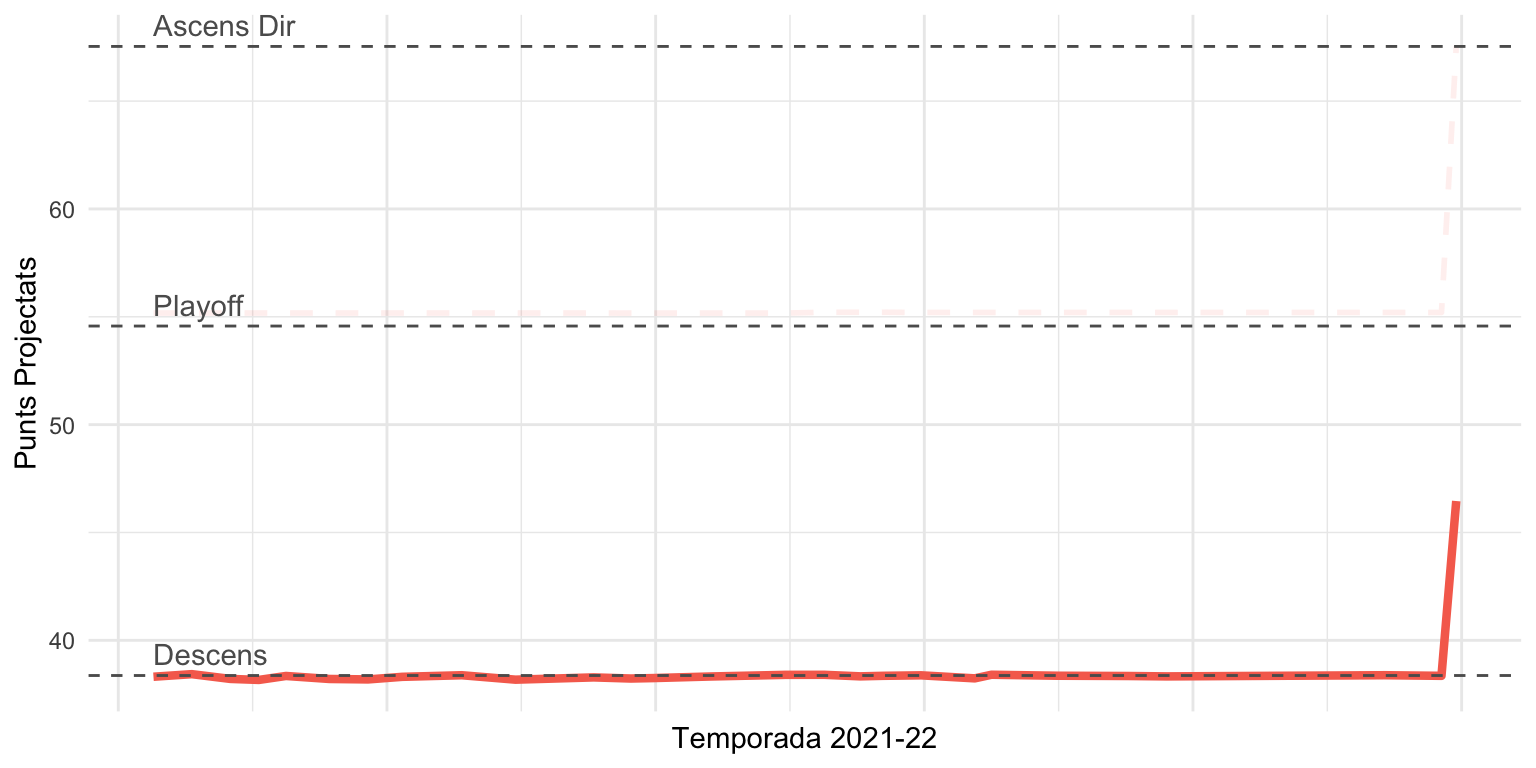 Ascens Dir
60
Playoff
Punts Projectats
50
40
Descens
Temporada 2021-22